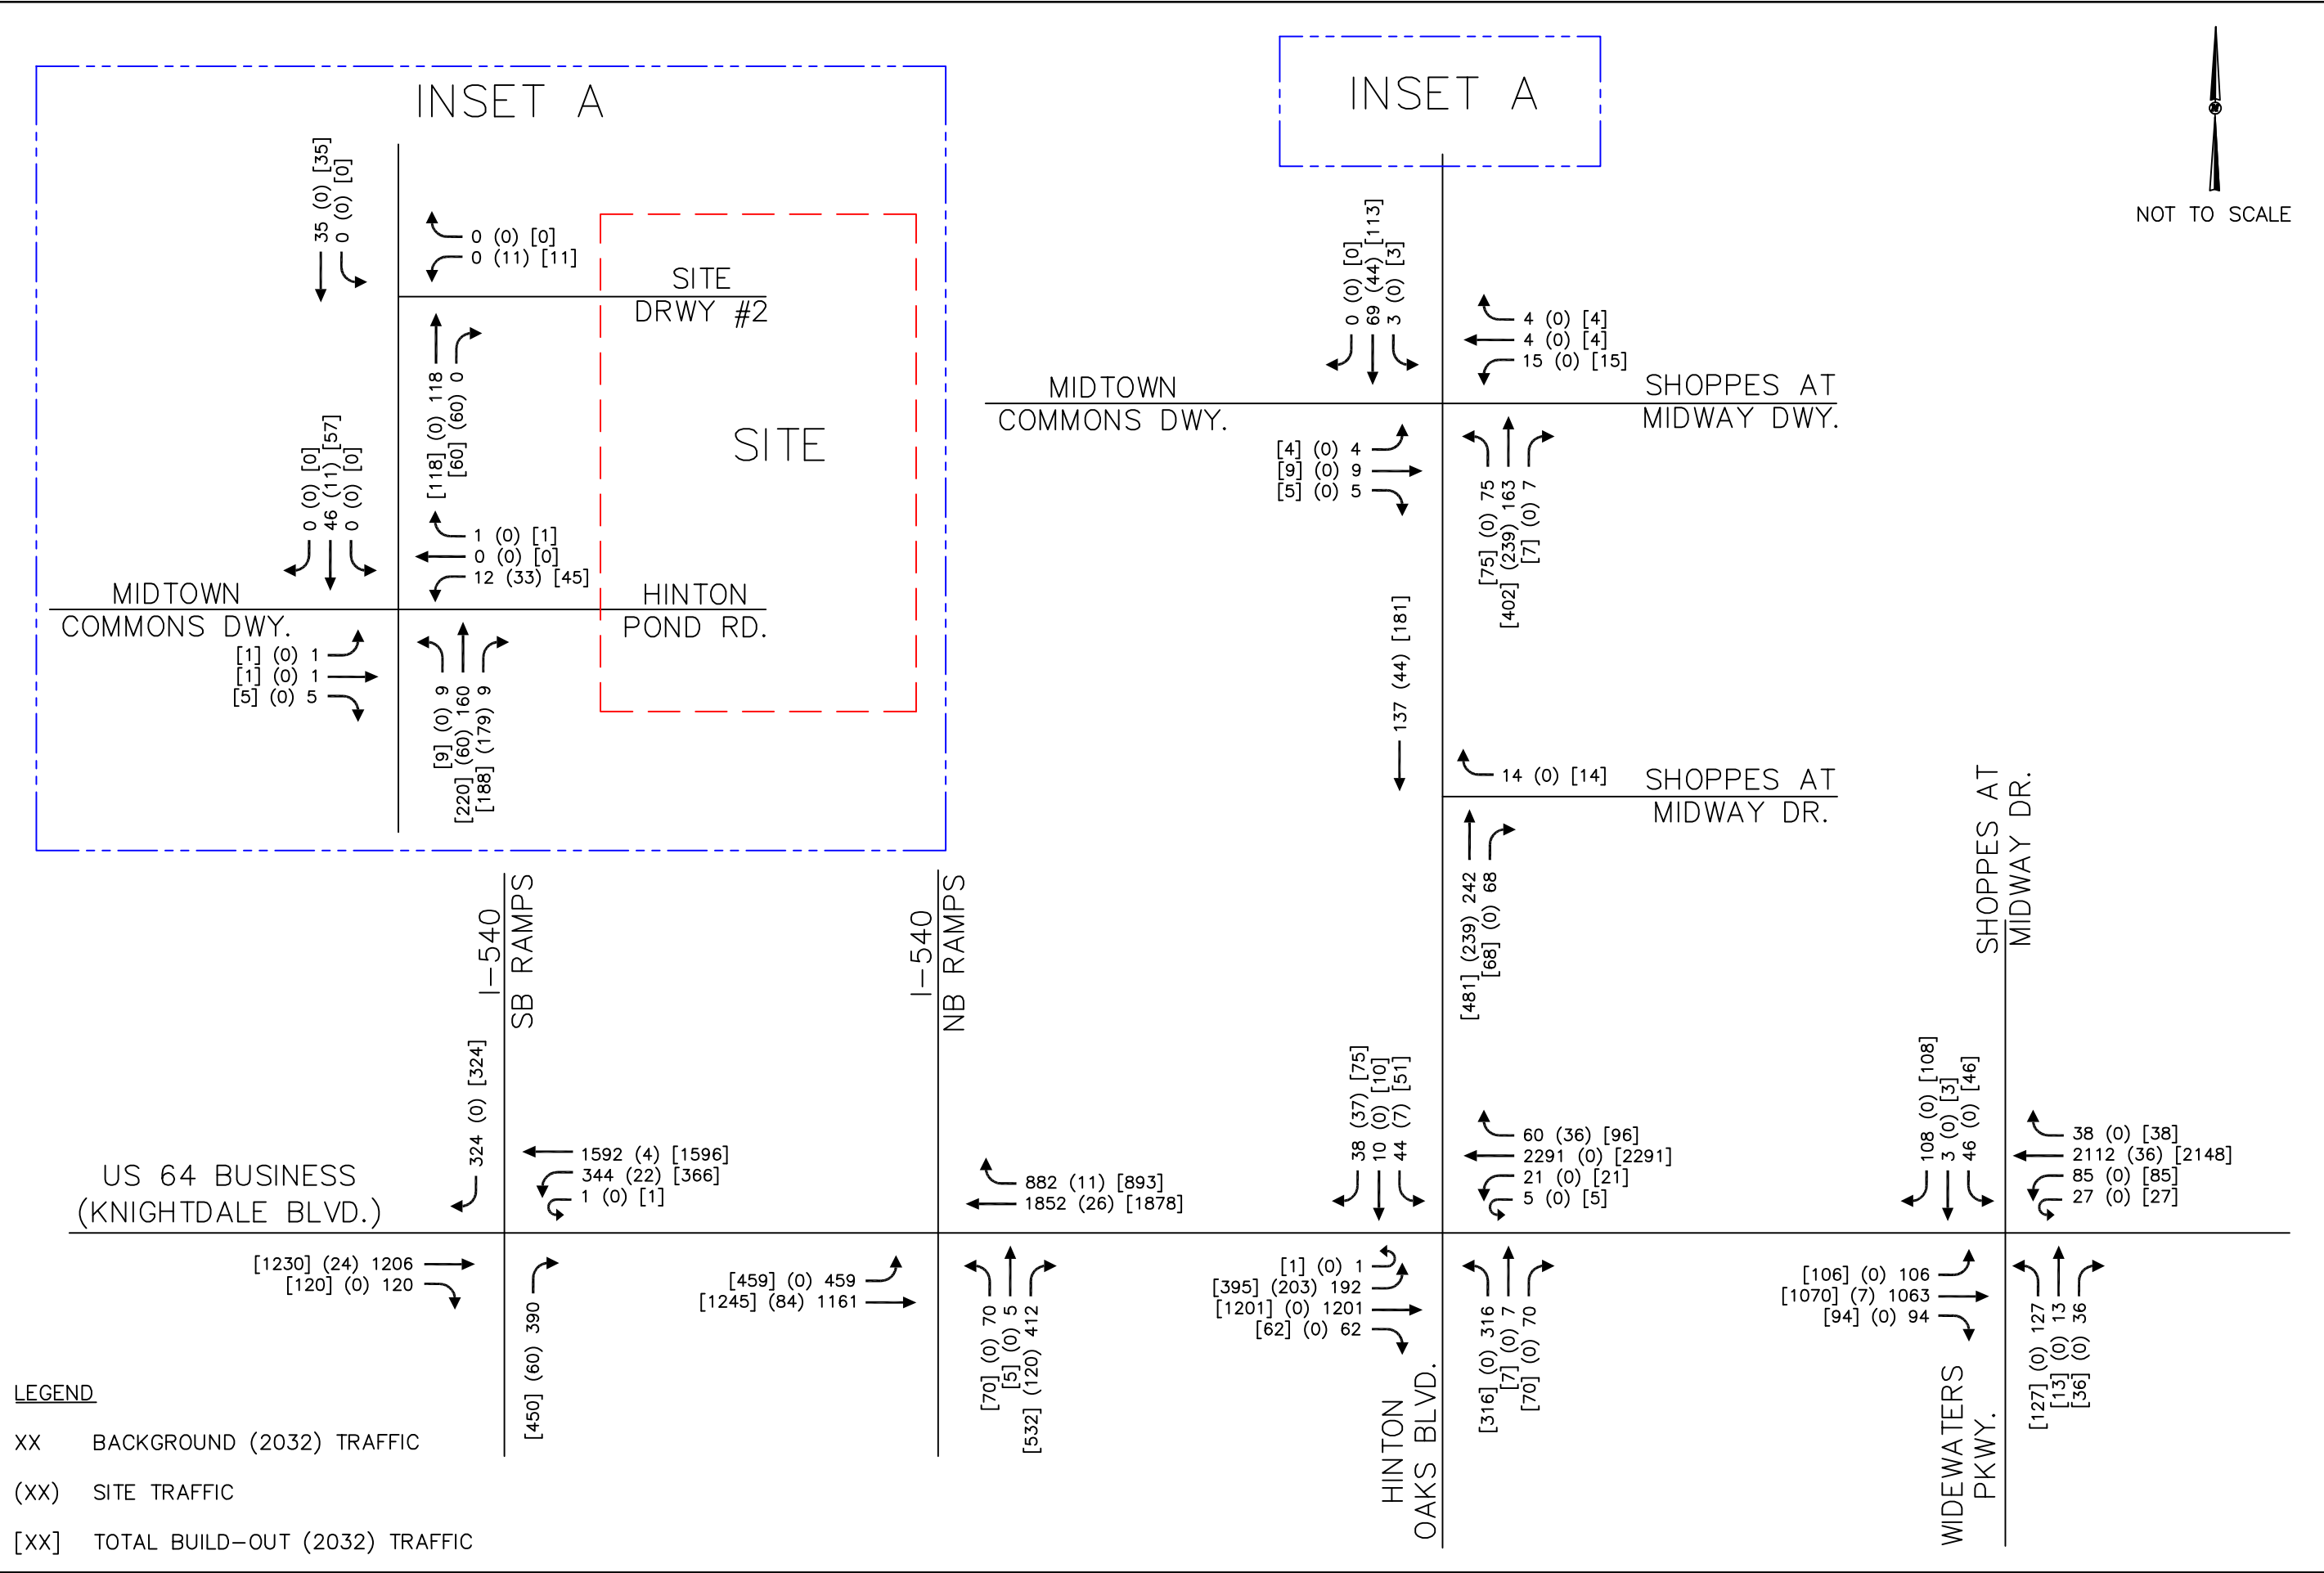 INSET A
35 (0) [35]
0 (0) [0]
0 (0) [0]
0 (11) [11]
SITE
DRWY #2
[118] (0) 118
[60] (60) 0
SITE
0 (0) [0]
46 (11) [57]
0 (0) [0]
1 (0) [1]
0 (0) [0]
12 (33) [45]
MIDTOWN
COMMONS DWY.
HINTON
POND RD.
[1] (0) 1
[1] (0) 1
[5] (0) 5
[9] (0) 9
[220] (60) 160
[188] (179) 9
INSET A
NOT TO SCALE
0 (0) [0]
69 (44) [113]
3 (0) [3]
4 (0) [4]
4 (0) [4]
15 (0) [15]
MIDTOWN
COMMONS DWY.
SHOPPES AT
MIDWAY DWY.
[4] (0) 4
[9] (0) 9
[5] (0) 5
[75] (0) 75
[402] (239) 163
[7] (0) 7
137 (44) [181]
14 (0) [14]
SHOPPES AT
MIDWAY DR.
[481] (239) 242
[68] (0) 68
I-540
SB RAMPS
324 (0) [324]
1592 (4) [1596]
344 (22) [366]
1 (0) [1]
US 64 BUSINESS
(KNIGHTDALE BLVD.)
[1230] (24) 1206
[120] (0) 120
[450] (60) 390
I-540
NB RAMPS
882 (11) [893]
1852 (26) [1878]
[459] (0) 459
[1245] (84) 1161
[70] (0) 70
[5] (0) 5
[532] (120) 412
38 (37) [75]
10 (0) [10]
44 (7) [51]
60 (36) [96]
2291 (0) [2291]
21 (0) [21]
5 (0) [5]
[1] (0) 1
[395] (203) 192
[1201] (0) 1201
[62] (0) 62
HINTON
OAKS BLVD.
[316] (0) 316
[7] (0) 7
[70] (0) 70
SHOPPES AT
MIDWAY DR.
108 (0) [108]
3 (0) [3]
46 (0) [46]
38 (0) [38]
2112 (36) [2148]
85 (0) [85]
27 (0) [27]
[106] (0) 106
[1070] (7) 1063
[94] (0) 94
WIDEWATERS
PKWY.
[127] (0) 127
[13] (0) 13
[36] (0) 36
LEGEND
XX BACKGROUND (2032) TRAFFIC
(XX) SITE TRAFFIC
[XX] TOTAL BUILD-OUT (2032) TRAFFIC